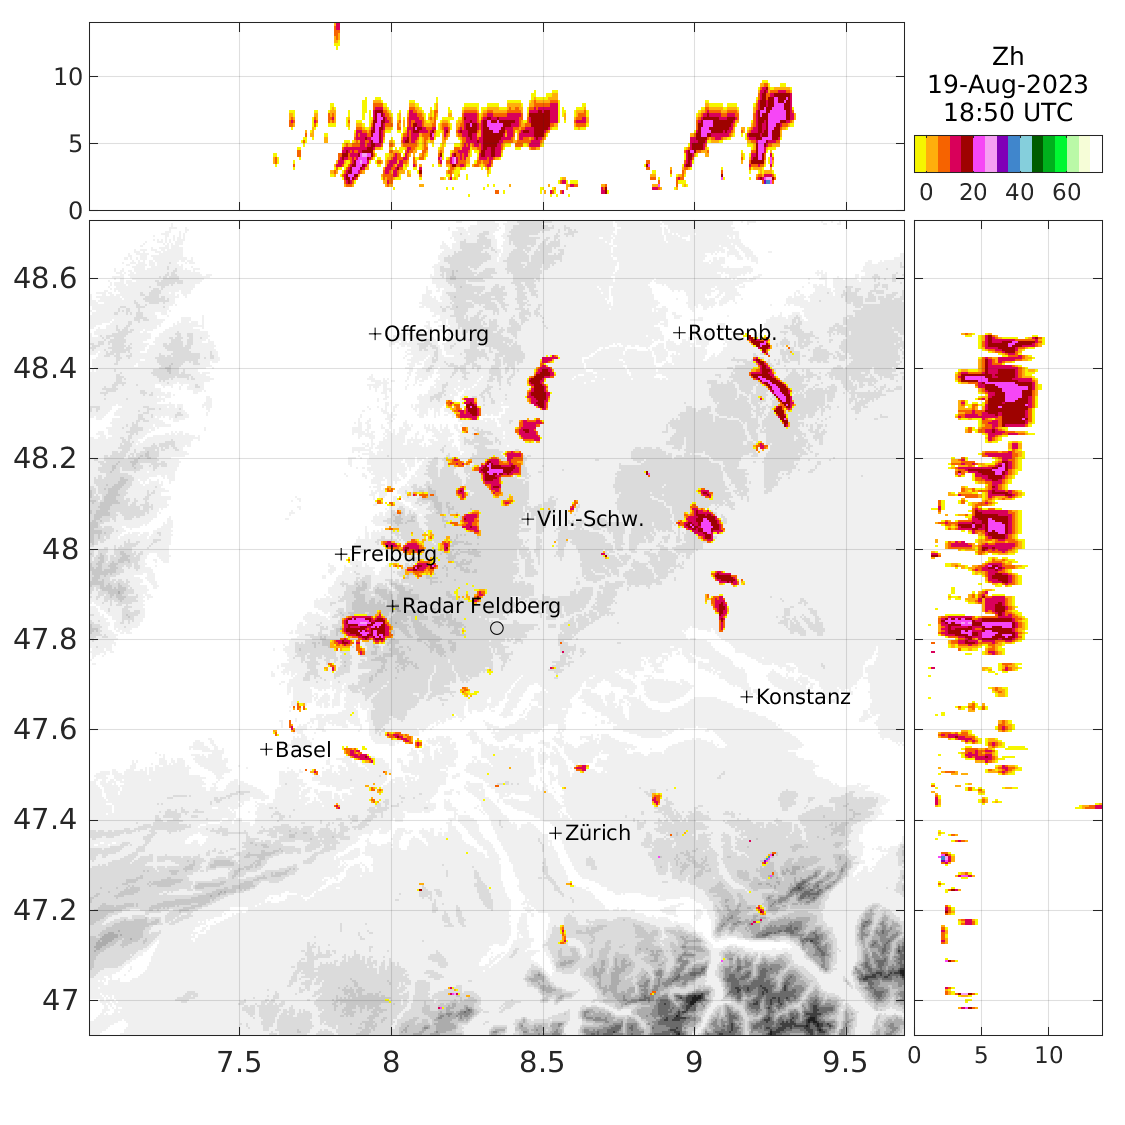 Zh
19-Aug-2023
18:50 UTC
0 20 40 60
10
5
0
48.6
48.4
48.2
48
47.8
47.6
47.4
47.2
47
+Offenburg
+Rottenb.
+Vill.-Schw.
+Freiburg
+Radar Feldberg
+Konstanz
+Basel
+Zürich
7.5 8 8.5 9 9.5
0 5 10